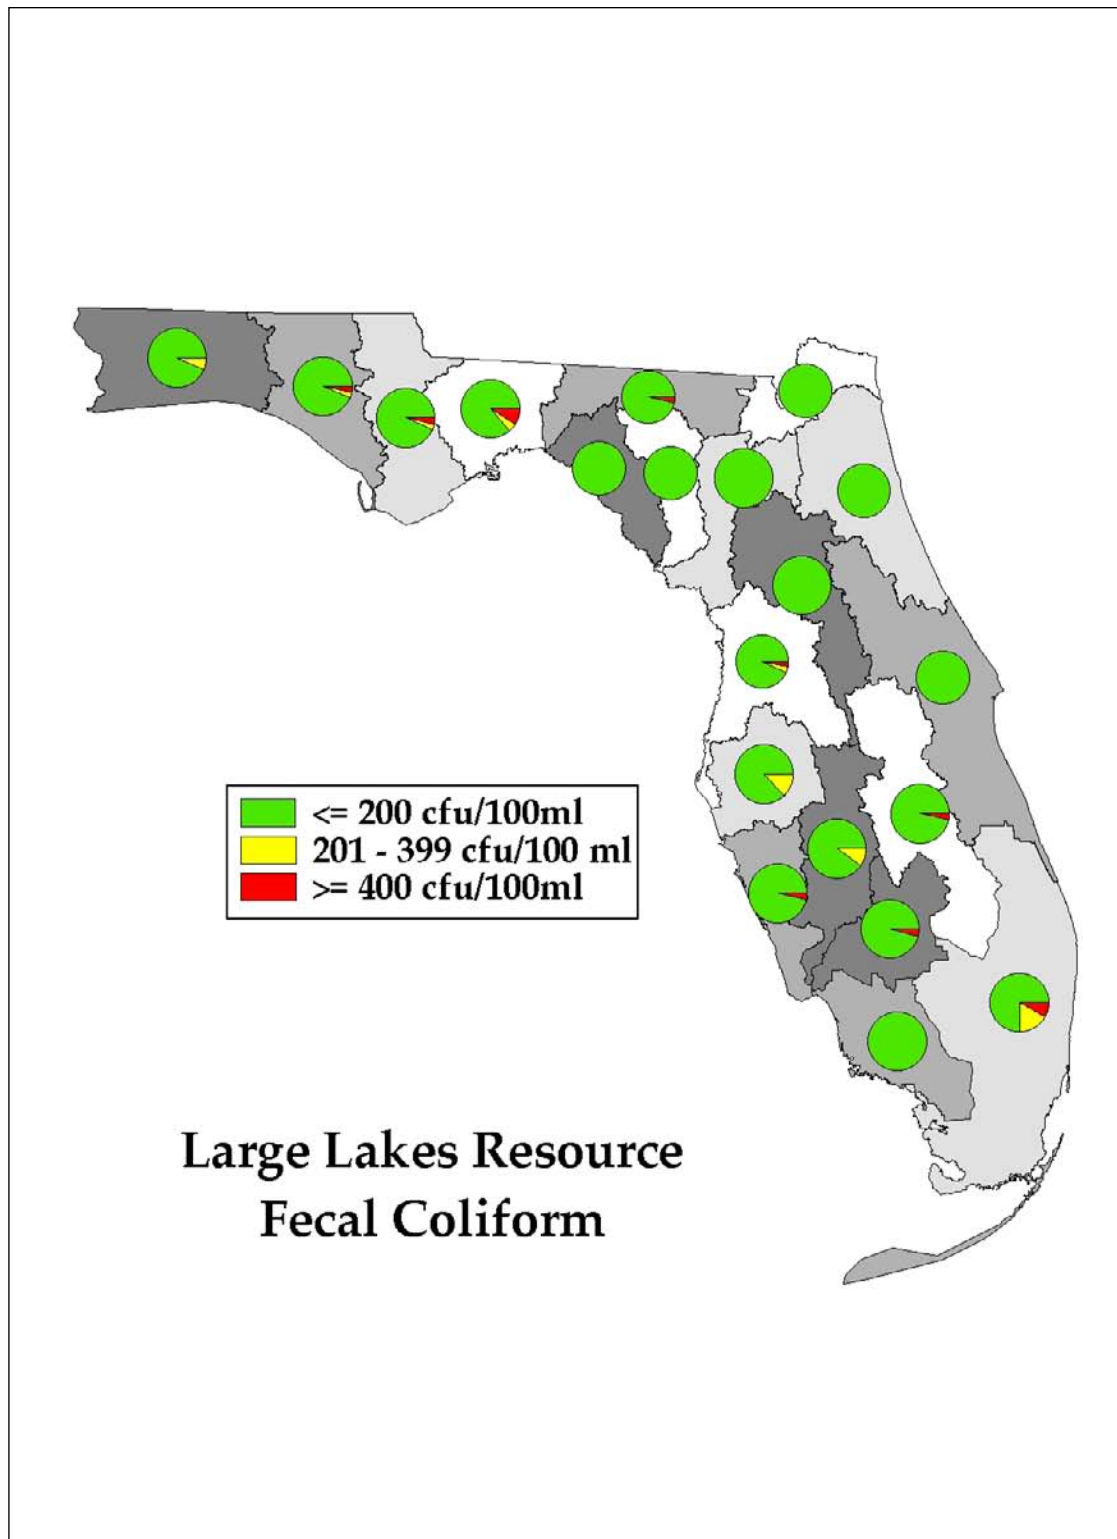 <= 200 cfu/100ml
201 - 399 cfu/100 ml
>= 400 cfu/100ml
Large Lakes Resource
Fecal Coliform